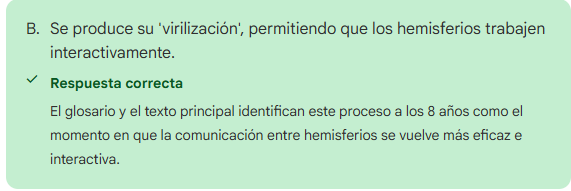 B. Se produce su 'virilización', permitiendo que los hemisferios trabajen
interactivamente.
Respuesta correcta
El glosario y el texto principal identifican este proceso a los 8 años como el
momento en que la comunicación entre hemisferios se vuelve más eficaz e
interactiva.